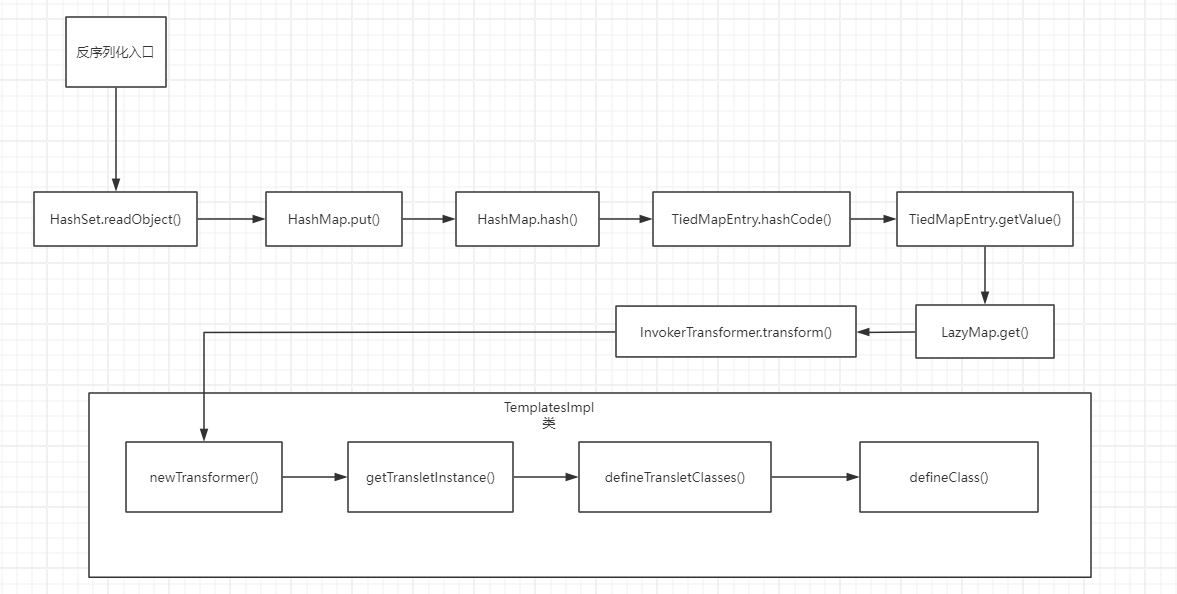 反序列化入口
HashSet.readObject()
HashMap.put()
HashMap.hash()
TiedMapEntry.hashCode()
TiedMapEntry.getValue()
LazyMap.get()
InvokerTransformer.transform()
TemplatesImpl
类
newTransformer()
getTransletInstance()
defineTransletClasses()
defineClass()